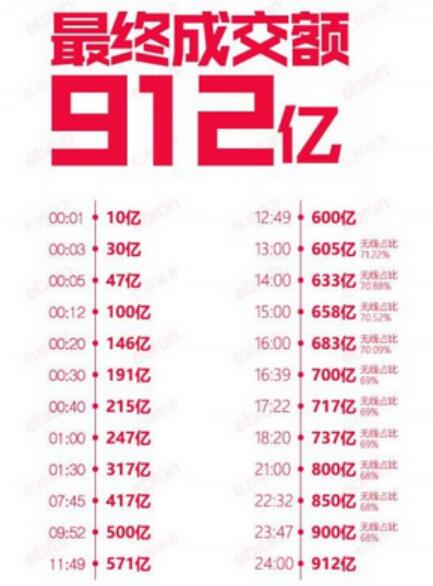 最终成交额
912亿
00:01 10亿
00:03 30亿
00:05 47亿
00:12 100亿
00:20 146亿
00:30 191亿
00:40 215亿
01:00 247亿
01:30 317亿
07:45 417亿
09:52 500亿
11:49 571亿
12:49 600亿
13:00 605亿 无线占比 71.22%
14:00 633亿 无线占比 70.88%
15:00 658亿 无线占比 70.52%
16:00 683亿 无线占比 70.09%
16:39 700亿 无线占比 69%
17:22 717亿 无线占比 69%
18:20 737亿 无线占比 69%
21:00 800亿 无线占比 68%
22:32 850亿 无线占比 68%
23:47 900亿 无线占比 68%
24:00 912亿